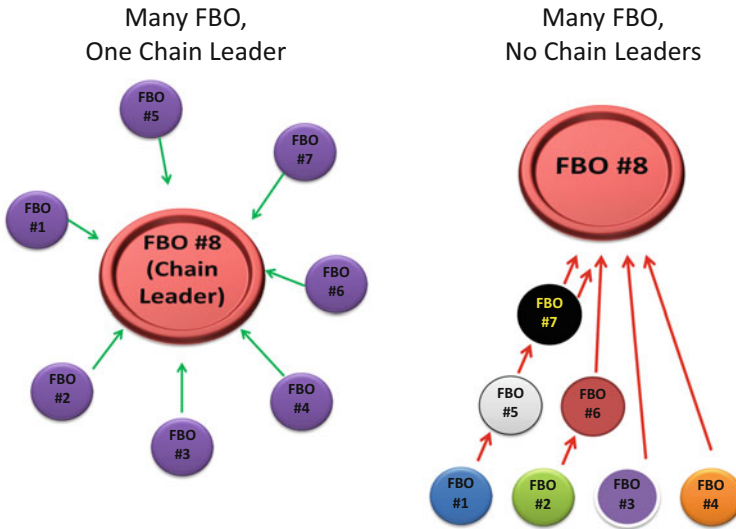 Many FBO,
One Chain Leader
FBO
#5
FBO
#7
FBO
#1
FBO #8
(Chain
Leader)
FBO
#6
FBO
#2
FBO
#4
FBO
#3
Many FBO,
No Chain Leaders
FBO #8
FBO
#7
FBO
#5
FBO
#6
FBO
#1
FBO
#2
FBO
#3
FBO
#4